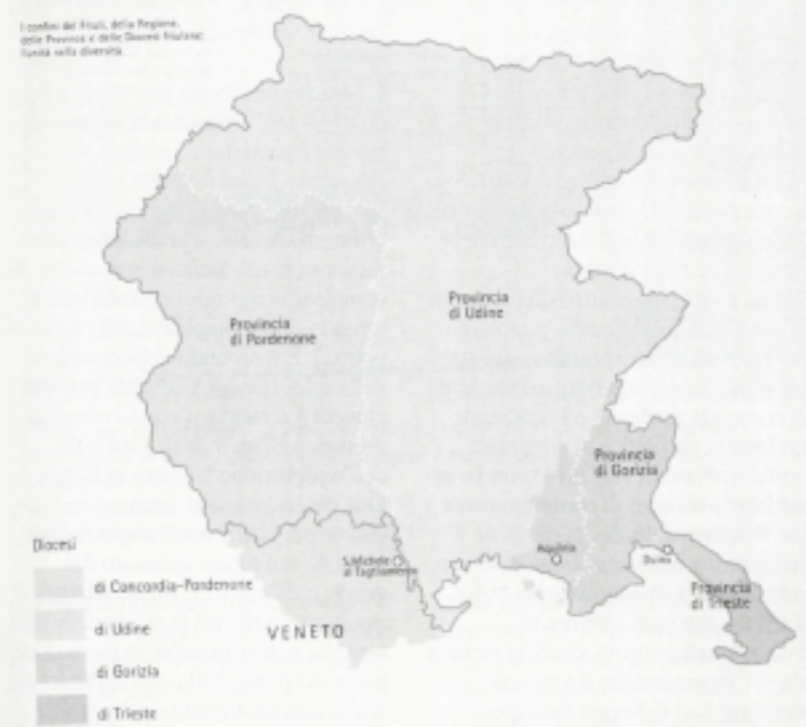 I confini del Friuli, della Regione,
delle Province e delle Diocesi friulane:
l'unità nella diversità.
Provincia
di Udine
Provincia
di Pordenone
Provincia
di Gorizia
Diocesi
S. Michele
al Tagliamento
Aquileia
Duino
di Concordia-Pordenone
Provincia
di Trieste
di Udine
VENETO
di Gorizia
di Trieste